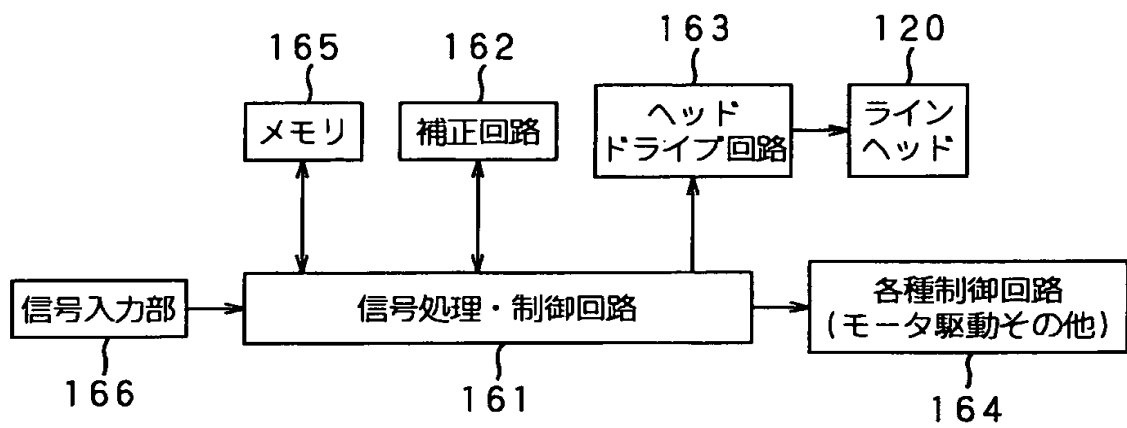 165
162
163
120
メモリ
補正回路
ヘッド
ドライブ回路
ライン
ヘッド
信号入力部
信号処理・制御回路
各種制御回路
(モータ駆動その他)
166
161
164